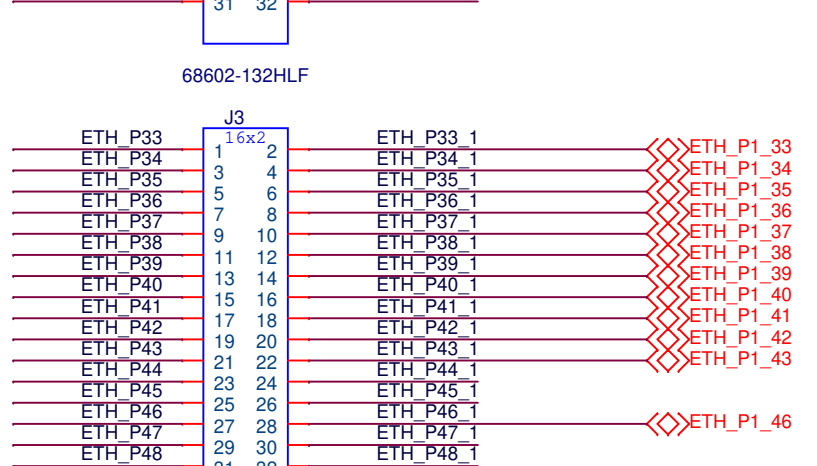 31 32
68602-132HLF
J3
16x2
ETH_P33 1 2 ETH_P33_1 ETH_P1_33
ETH_P34 3 4 ETH_P34_1 ETH_P1_34
ETH_P35 5 6 ETH_P35_1 ETH_P1_35
ETH_P36 7 8 ETH_P36_1 ETH_P1_36
ETH_P37 9 10 ETH_P37_1 ETH_P1_37
ETH_P38 11 12 ETH_P38_1 ETH_P1_38
ETH_P39 13 14 ETH_P39_1 ETH_P1_39
ETH_P40 15 16 ETH_P40_1 ETH_P1_40
ETH_P41 17 18 ETH_P41_1 ETH_P1_41
ETH_P42 19 20 ETH_P42_1 ETH_P1_42
ETH_P43 21 22 ETH_P43_1 ETH_P1_43
ETH_P44 23 24 ETH_P44_1
ETH_P45 25 26 ETH_P45_1
ETH_P46 27 28 ETH_P46_1 ETH_P1_46
ETH_P47 29 30 ETH_P47_1
ETH_P48 ETH_P48_1